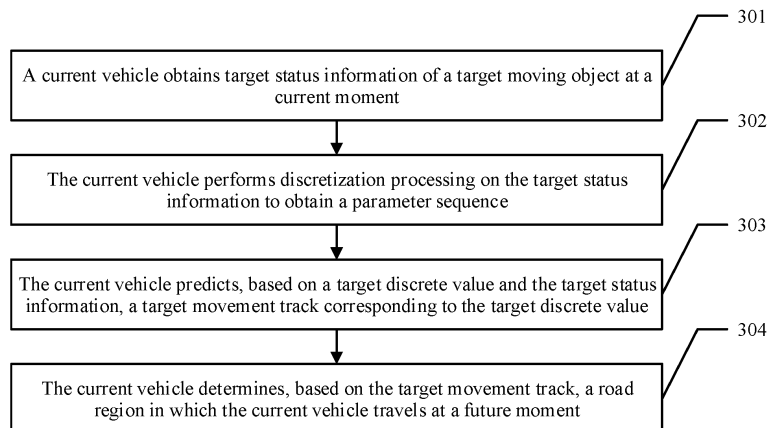 301
A current vehicle obtains target status information of a target moving object at a
current moment
302
The current vehicle performs discretization processing on the target status
information to obtain a parameter sequence
303
The current vehicle predicts, based on a target discrete value and the target status
information, a target movement track corresponding to the target discrete value
304
The current vehicle determines, based on the target movement track, a road
region in which the current vehicle travels at a future moment